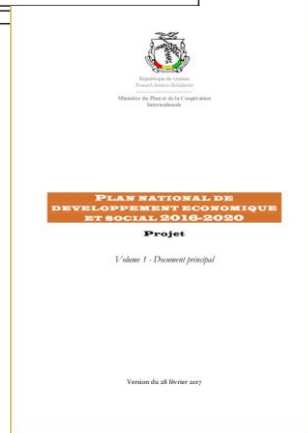 République de Guinée
Travail-Justice-Solidarité
Ministère du Plan et de la Coopération
Internationale
PLAN NATIONAL DE
DEVELOPPEMENT ECONOMIQUE
ET SOCIAL 2016-2020
Projet
Volume 1 - Document principal
Version du 28 février 2017